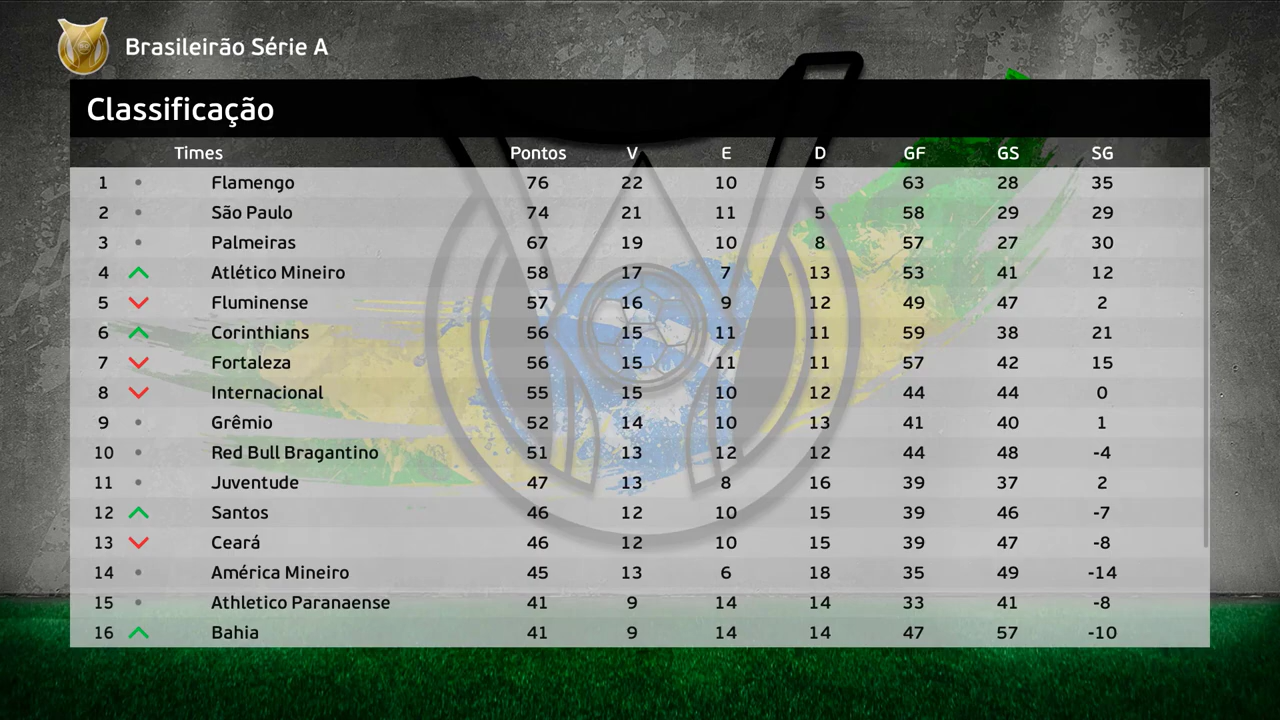 Brasileirão Série A
Classificação
Times Pontos V E D GF GS SG
1 Flamengo 76 22 10 5 63 28 35
2 São Paulo 74 21 11 5 58 29 29
3 Palmeiras 67 19 10 8 57 27 30
4 Atlético Mineiro 58 17 7 13 53 41 12
5 Fluminense 57 16 9 12 49 47 2
6 Corinthians 56 15 11 11 59 38 21
7 Fortaleza 56 15 11 11 57 42 15
8 Internacional 55 15 10 12 44 44 0
9 Grêmio 52 14 10 13 41 40 1
10 Red Bull Bragantino 51 13 12 12 44 48 -4
11 Juventude 47 13 8 16 39 37 2
12 Santos 46 12 10 15 39 46 -7
13 Ceará 46 12 10 15 39 47 -8
14 América Mineiro 45 13 6 18 35 49 -14
15 Athletico Paranaense 41 9 14 14 33 41 -8
16 Bahia 41 9 14 14 47 57 -10